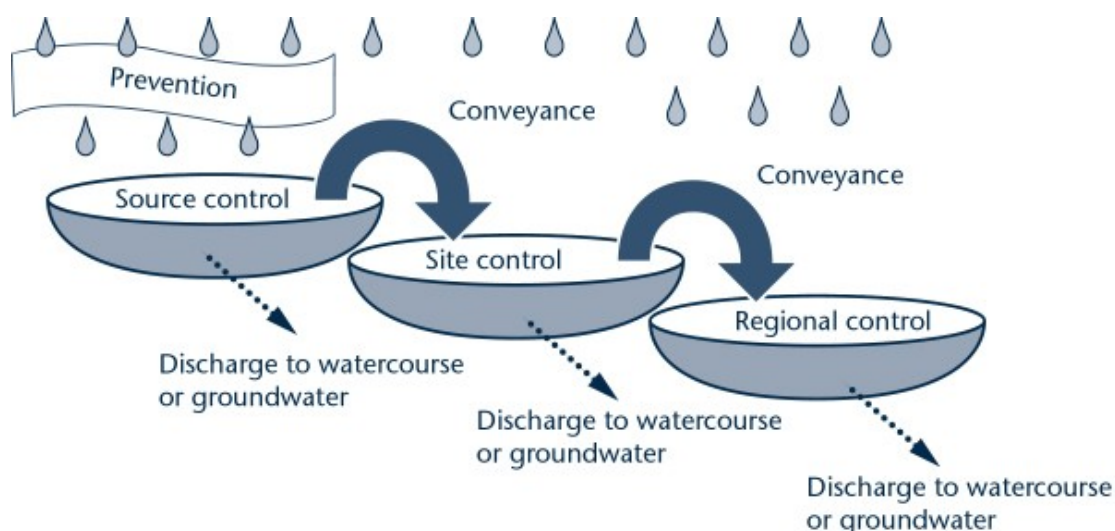 Prevention
Conveyance
Conveyance
Source control
Site control
Regional control
Discharge to watercourse
or groundwater
Discharge to watercourse
or groundwater
Discharge to watercourse
or groundwater